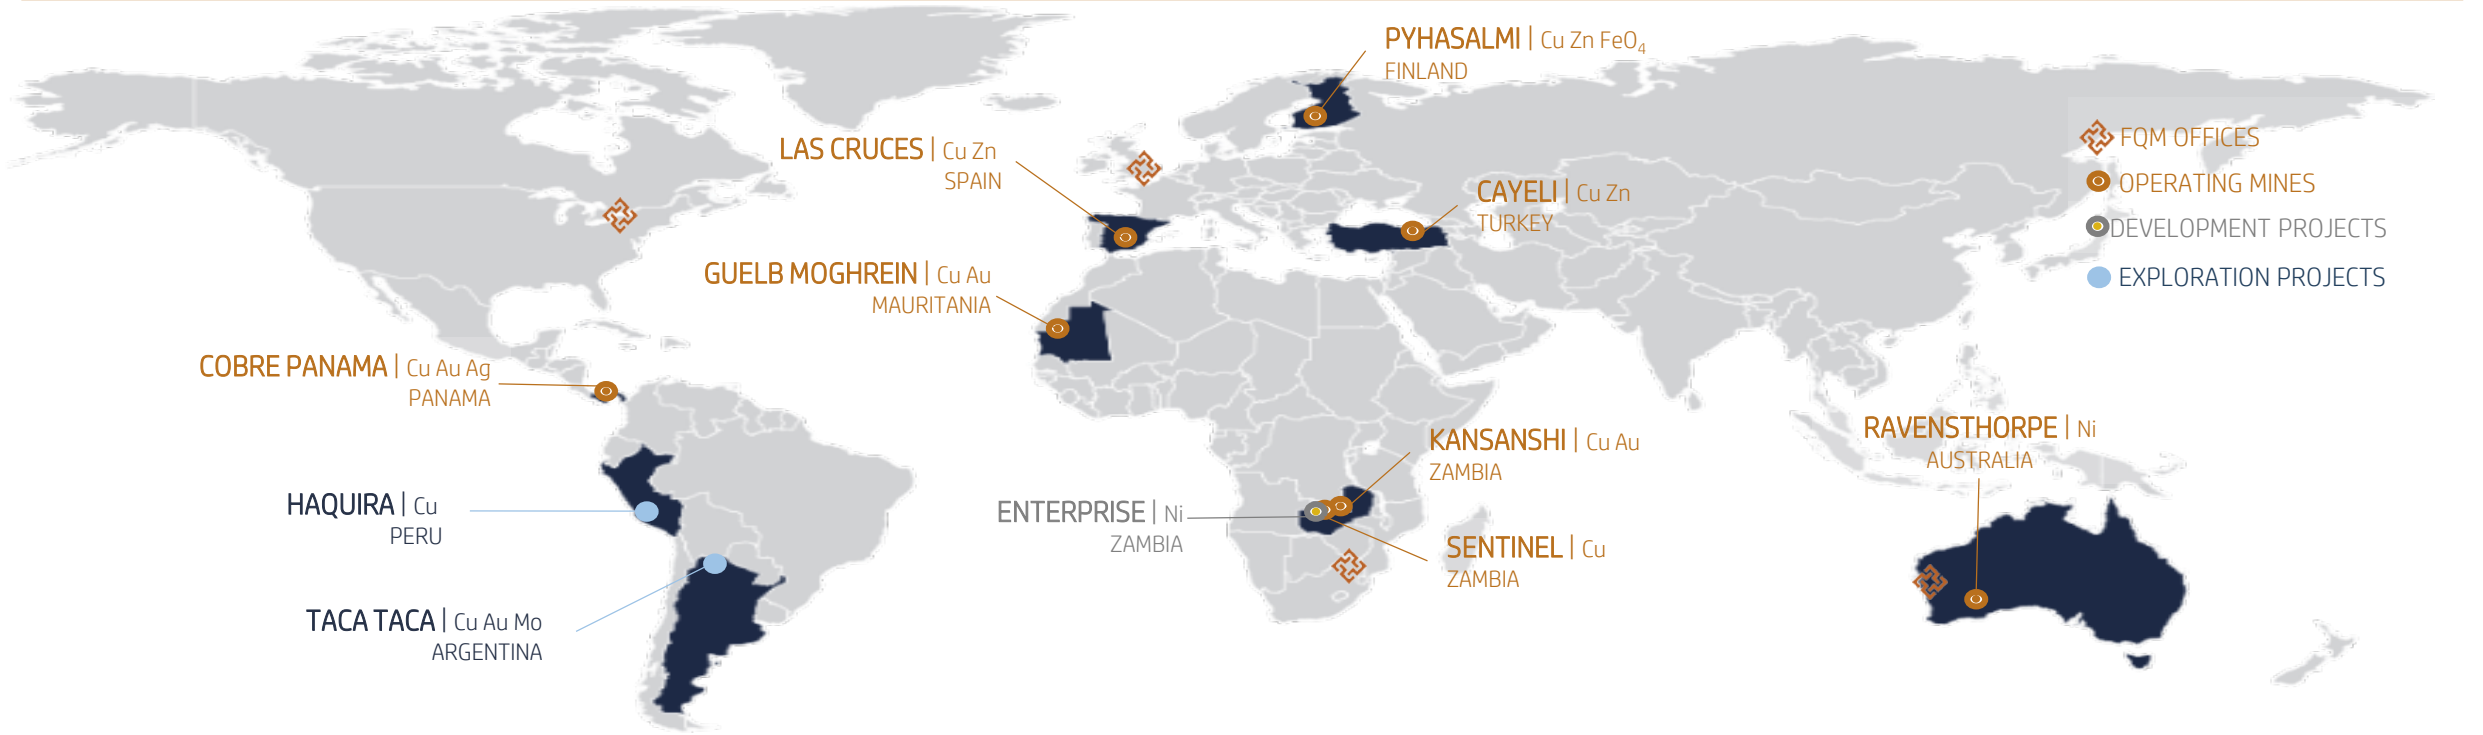 PYHASALMI | Cu Zn FeO₄
FINLAND
LAS CRUCES | Cu Zn
SPAIN
CAYELI | Cu Zn
TURKEY
GUELB MOGHREIN | Cu Au
MAURITANIA
COBRE PANAMA | Cu Au Ag
PANAMA
KANSANSHI | Cu Au
ZAMBIA
RAVENSTHORPE | Ni
AUSTRALIA
HAQUIRA | Cu
PERU
ENTERPRISE | Ni
ZAMBIA
SENTINEL | Cu
ZAMBIA
TACA TACA | Cu Au Mo
ARGENTINA
FQM OFFICES
OPERATING MINES
DEVELOPMENT PROJECTS
EXPLORATION PROJECTS